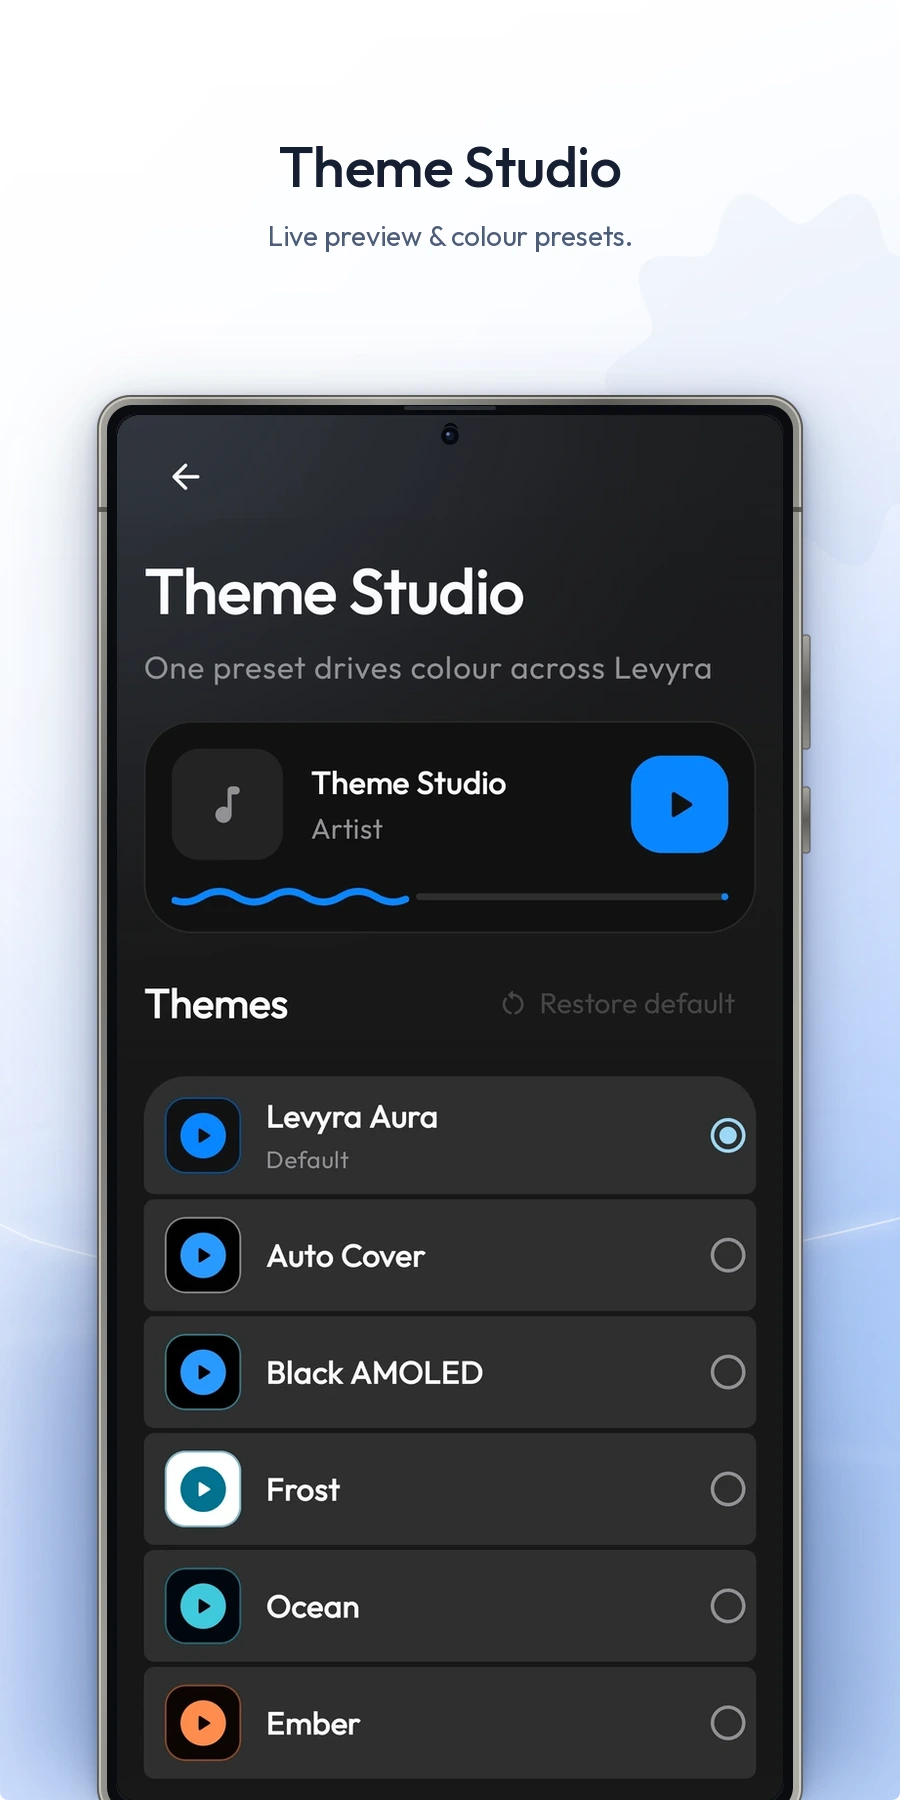 Theme Studio
Live preview & colour presets.
Theme Studio
One preset drives colour across Levyra
Theme Studio
Artist
Themes
Restore default
Levyra Aura
Default
Auto Cover
Black AMOLED
Frost
Ocean
Ember